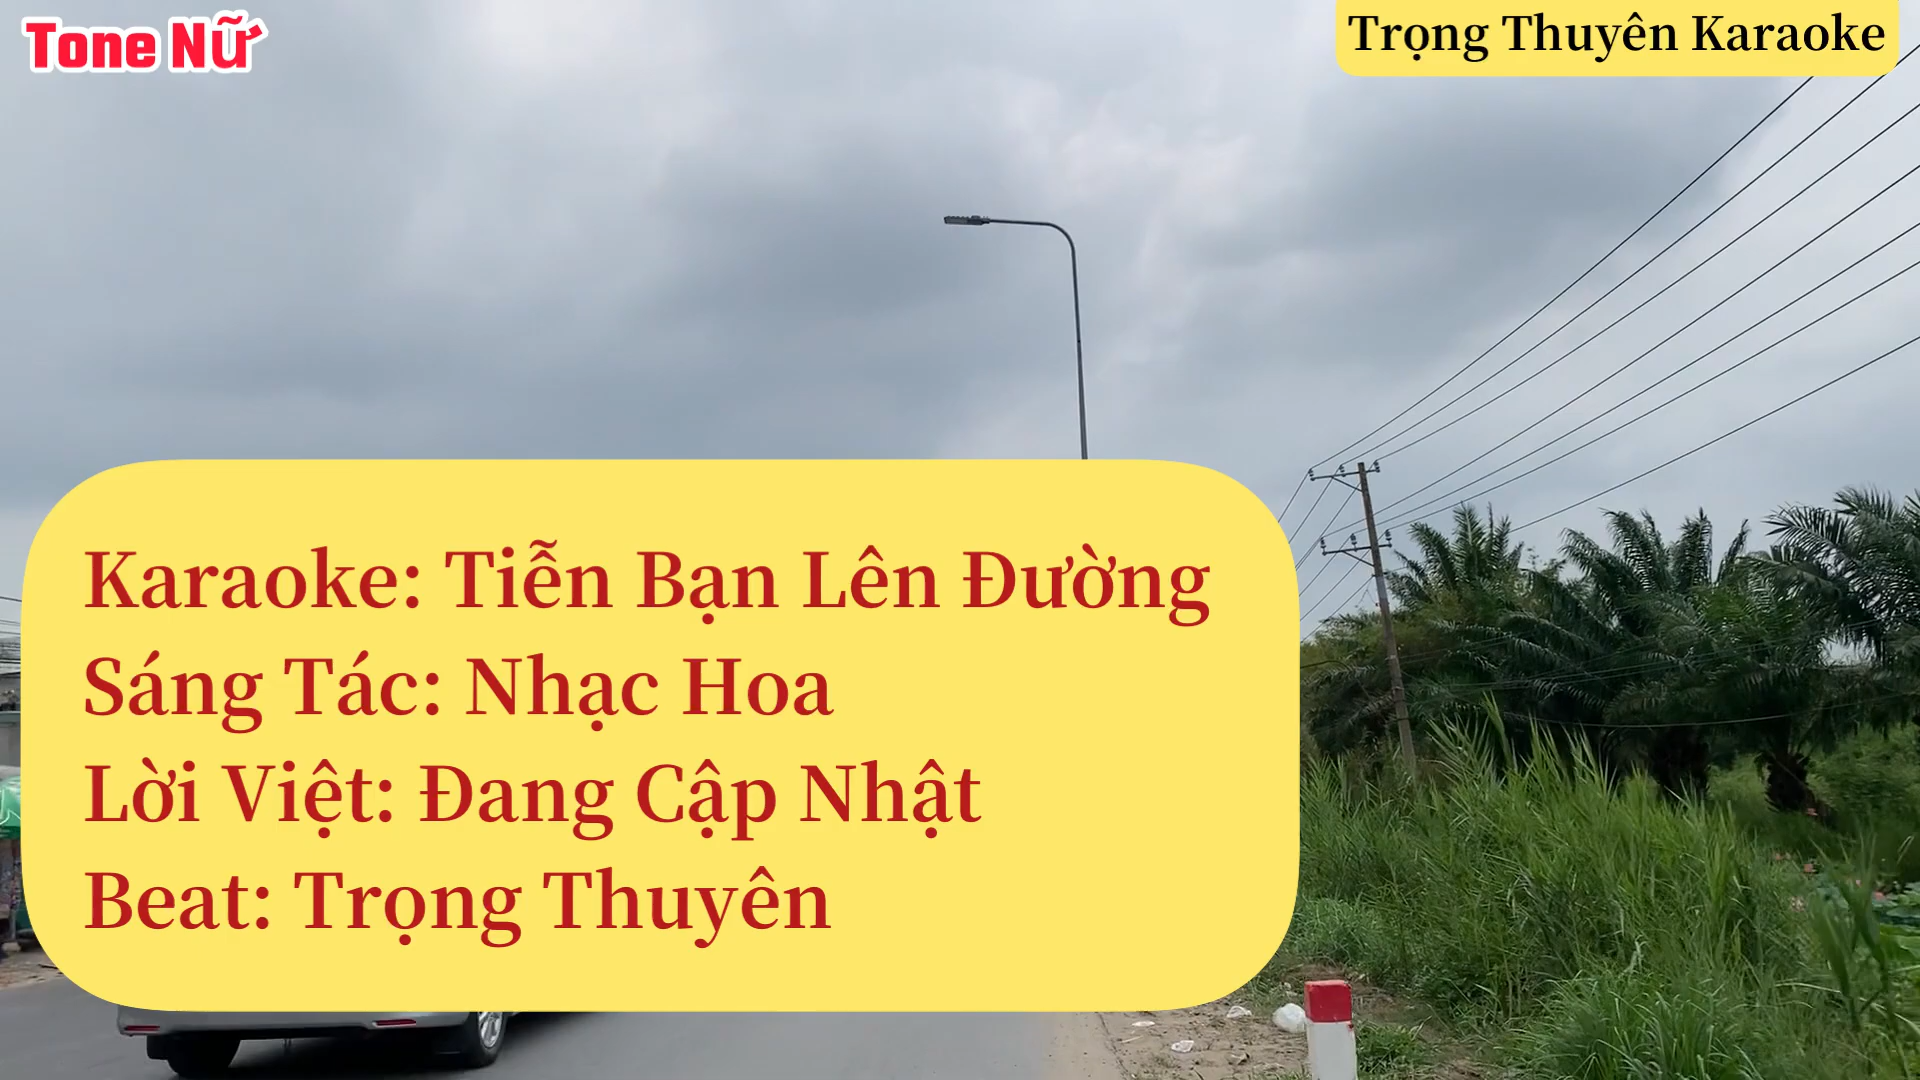 Tone Nữ
Trọng Thuyên Karaoke
Karaoke: Tiễn Bạn Lên Đường
Sáng Tác: Nhạc Hoa
Lời Việt: Đang Cập Nhật
Beat: Trọng Thuyên